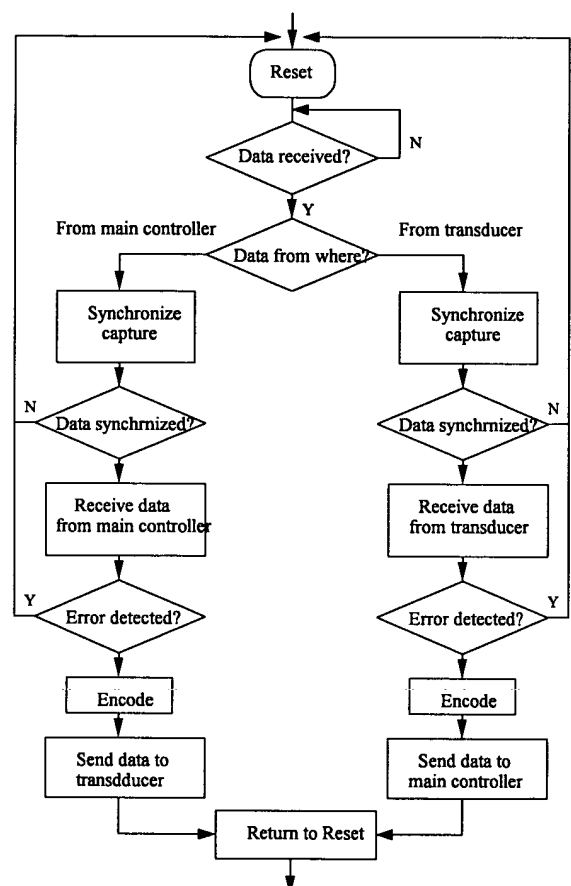 Reset
Data received?
N
Y
From main controller
From transducer
Data from where?
Synchronize
capture
Synchronize
capture
N
Data synchrnized?
Data synchrnized?
N
Receive data
from main controller
Receive data
from transducer
Y
Error detected?
Error detected?
Y
Encode
Encode
Send data to
transdducer
Send data to
main controller
Return to Reset